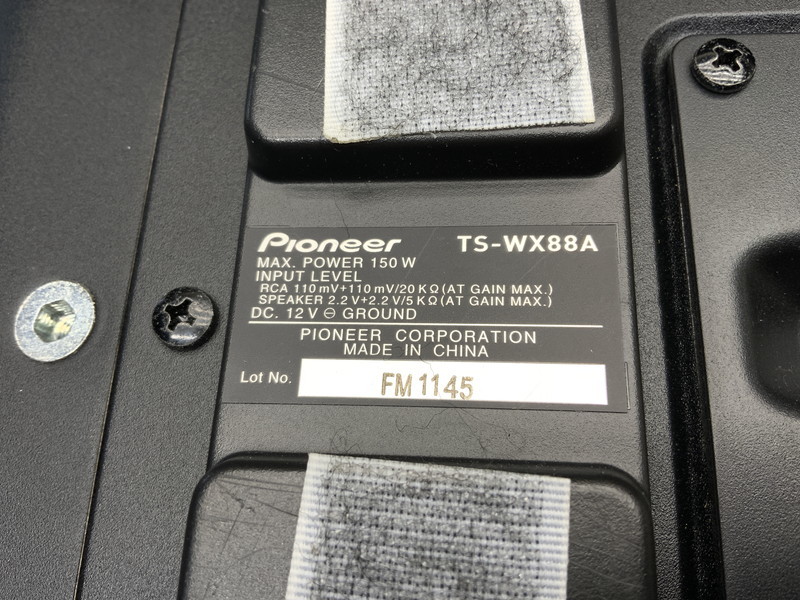 Pioneer TS-WX88A
MAX. POWER 150 W
INPUT LEVEL
RCA 110 mV+110 mV/20 KΩ (AT GAIN MAX.)
SPEAKER 2.2 V+2.2 V/5 KΩ (AT GAIN MAX.)
DC. 12 V ⊖ GROUND
PIONEER CORPORATION
MADE IN CHINA
Lot No. FM1145